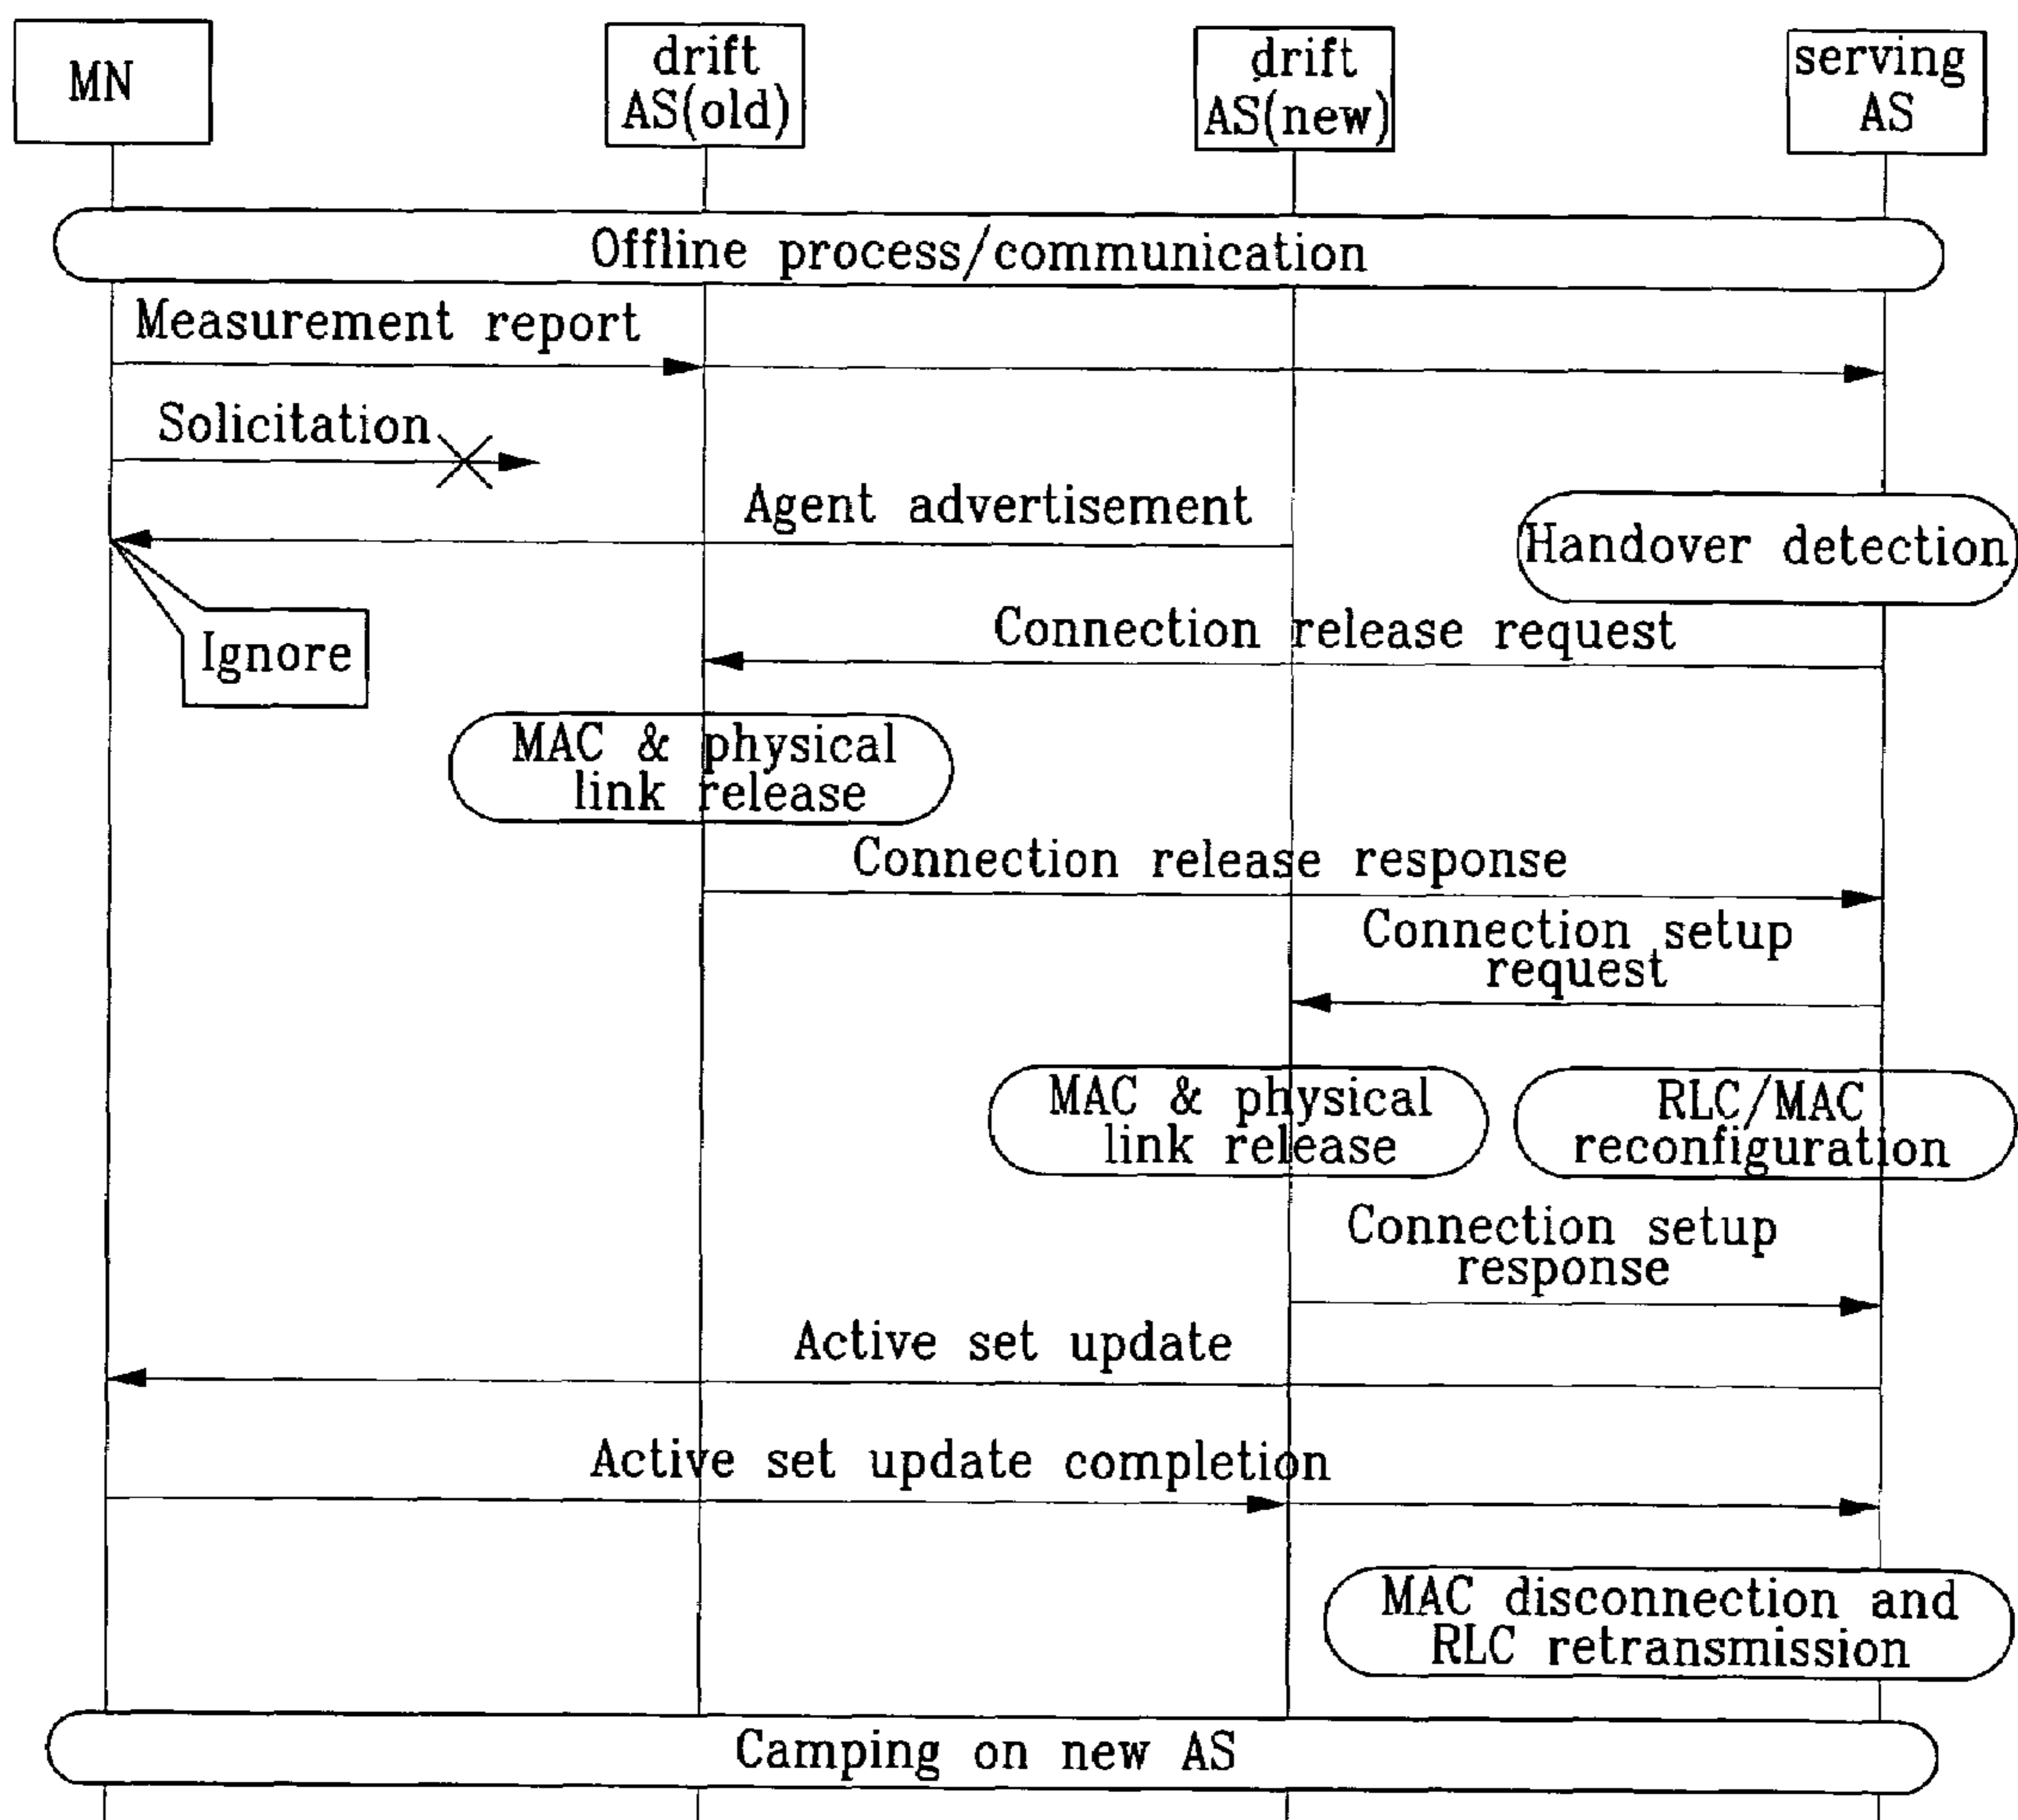 MN
drift
AS(old)
drift
AS(new)
serving
AS
Offline process/communication
Measurement report
Solicitation
Agent advertisement
Handover detection
Ignore
Connection release request
MAC & physical
link release
Connection release response
Connection setup
request
MAC & physical
link release
RLC/MAC
reconfiguration
Connection setup
response
Active set update
Active set update completion
MAC disconnection and
RLC retransmission
Camping on new AS